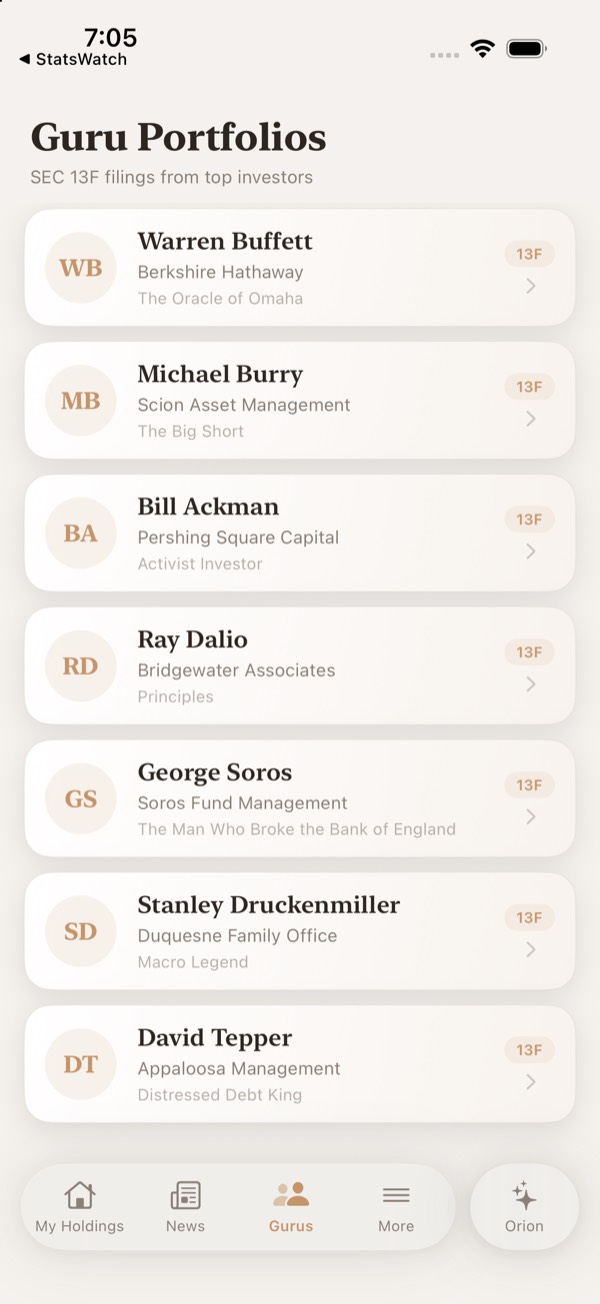 7:05
◀ StatsWatch
Guru Portfolios
SEC 13F filings from top investors
WB
Warren Buffett
Berkshire Hathaway
The Oracle of Omaha
13F
MB
Michael Burry
Scion Asset Management
The Big Short
13F
BA
Bill Ackman
Pershing Square Capital
Activist Investor
13F
RD
Ray Dalio
Bridgewater Associates
Principles
13F
GS
George Soros
Soros Fund Management
The Man Who Broke the Bank of England
13F
SD
Stanley Druckenmiller
Duquesne Family Office
Macro Legend
13F
DT
David Tepper
Appaloosa Management
Distressed Debt King
13F
My Holdings
News
Gurus
More
Orion